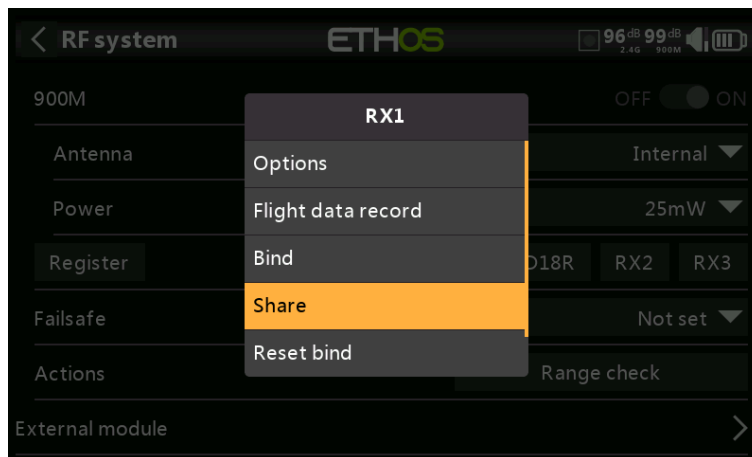 RF system
ETHOS
96dB 99dB
2.4G 900M
900M
OFF
ON
RX1
Antenna
Internal
Options
Power
25mW
Flight data record
Register
Bind
D18R
RX2
RX3
Failsafe
Share
Not set
Actions
Reset bind
Range check
External module